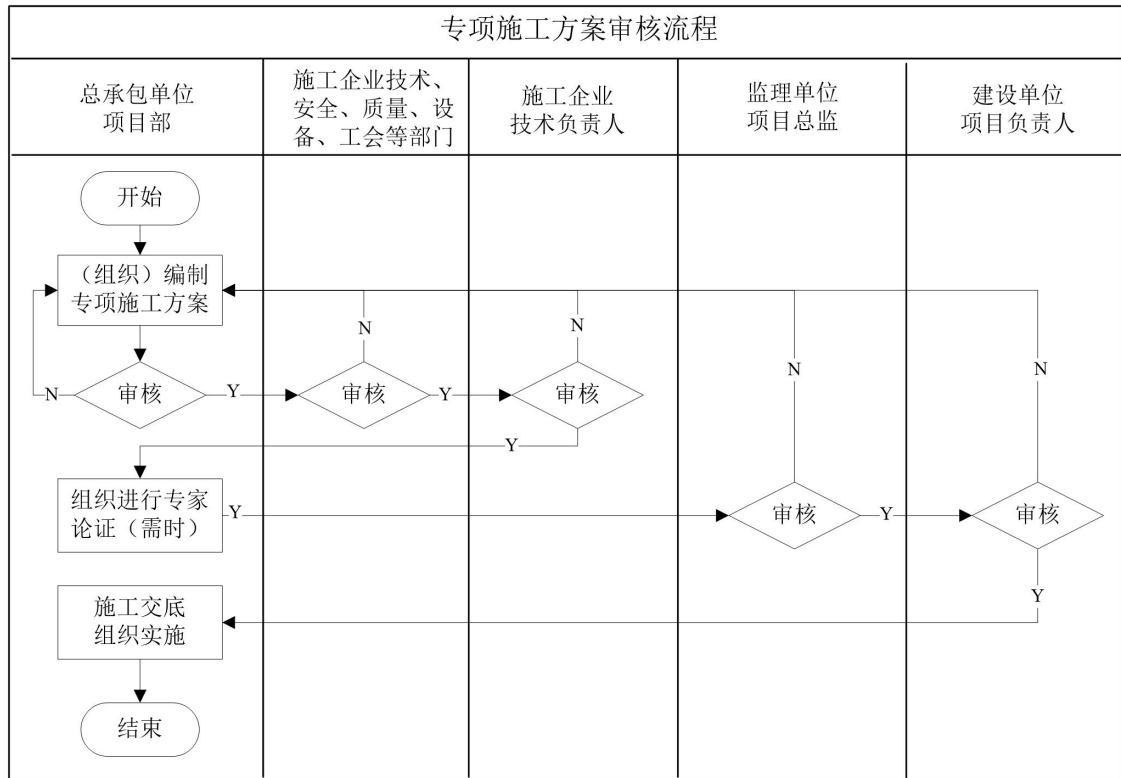 专项施工方案审核流程
总承包单位
项目部
施工企业技术、
安全、质量、设
备、工会等部门
施工企业
技术负责人
监理单位
项目总监
建设单位
项目负责人
开始
（组织）编制
专项施工方案
N
N
N
N
N
审核
Y
审核
Y
审核
Y
组织进行专家
论证（需时）
Y
审核
Y
审核
Y
施工交底
组织实施
结束